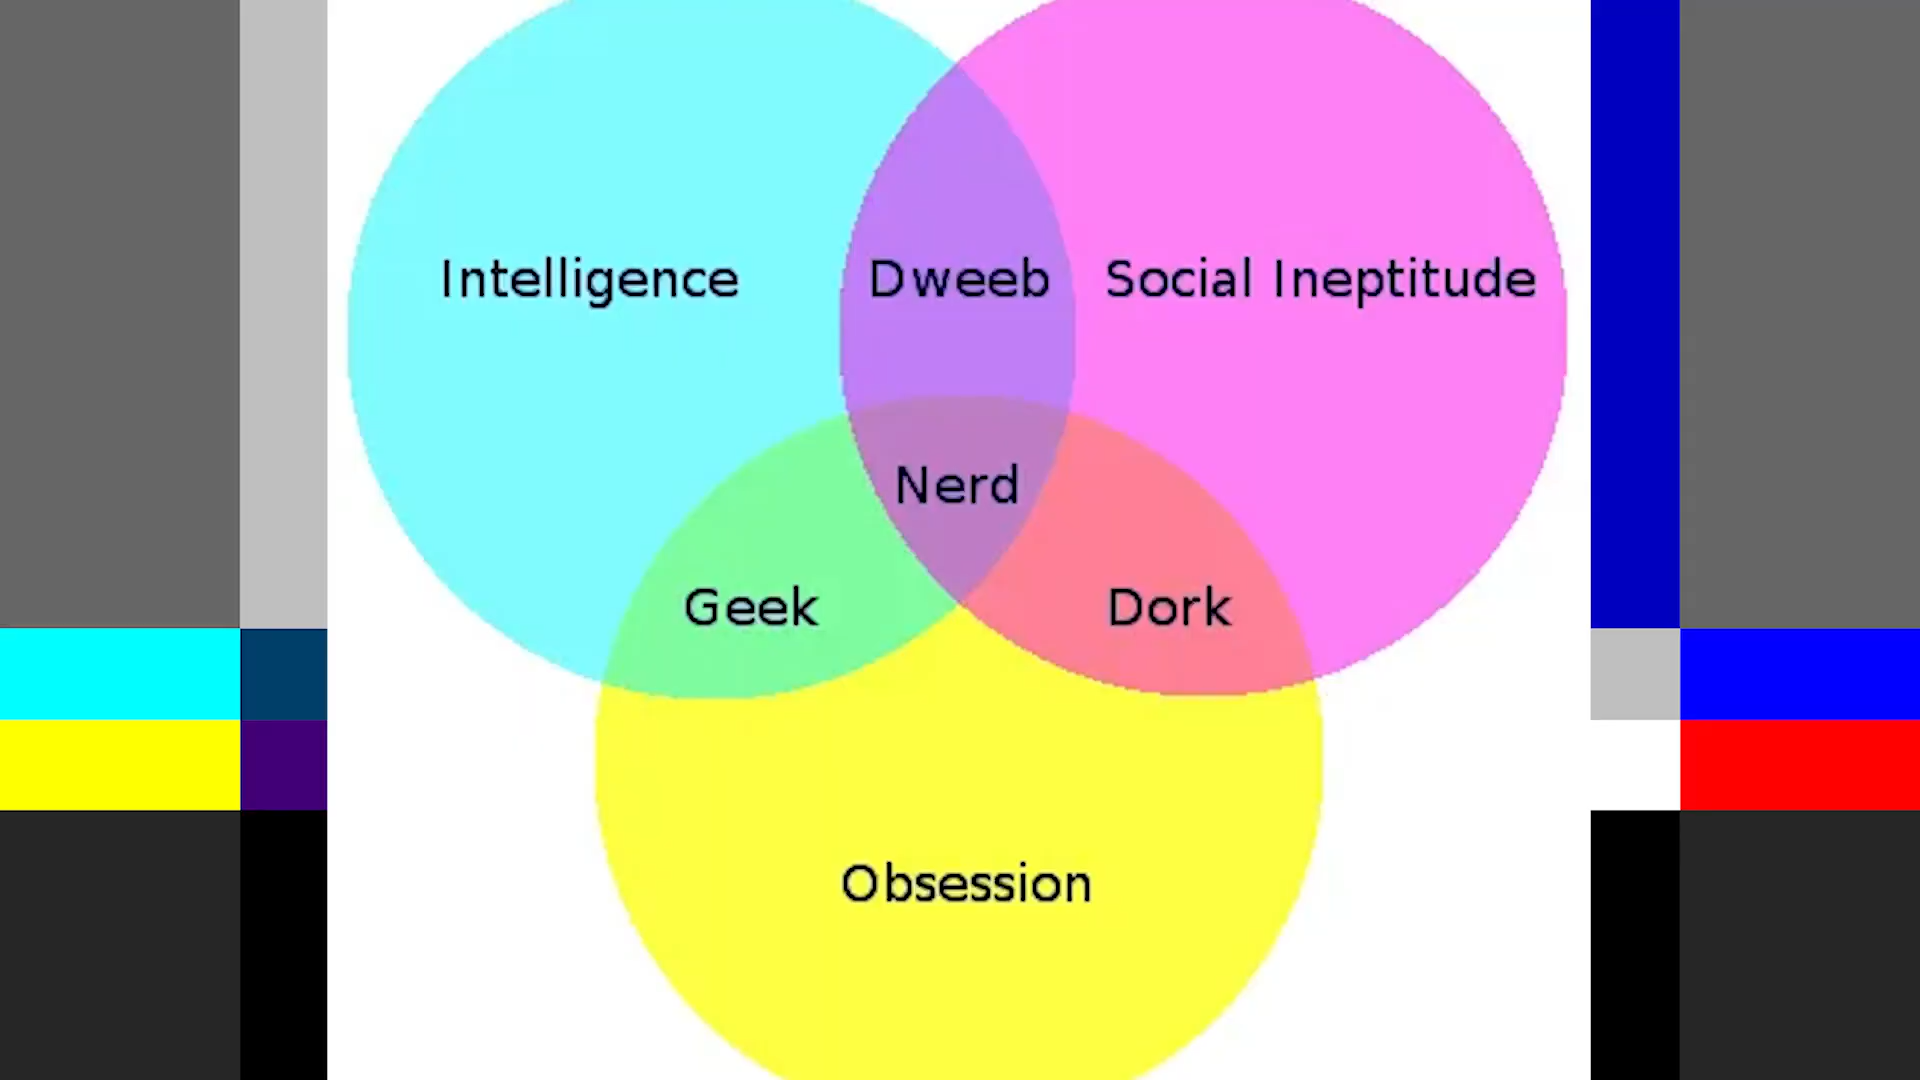 Intelligence
Dweeb
Social Ineptitude
Nerd
Geek
Dork
Obsession